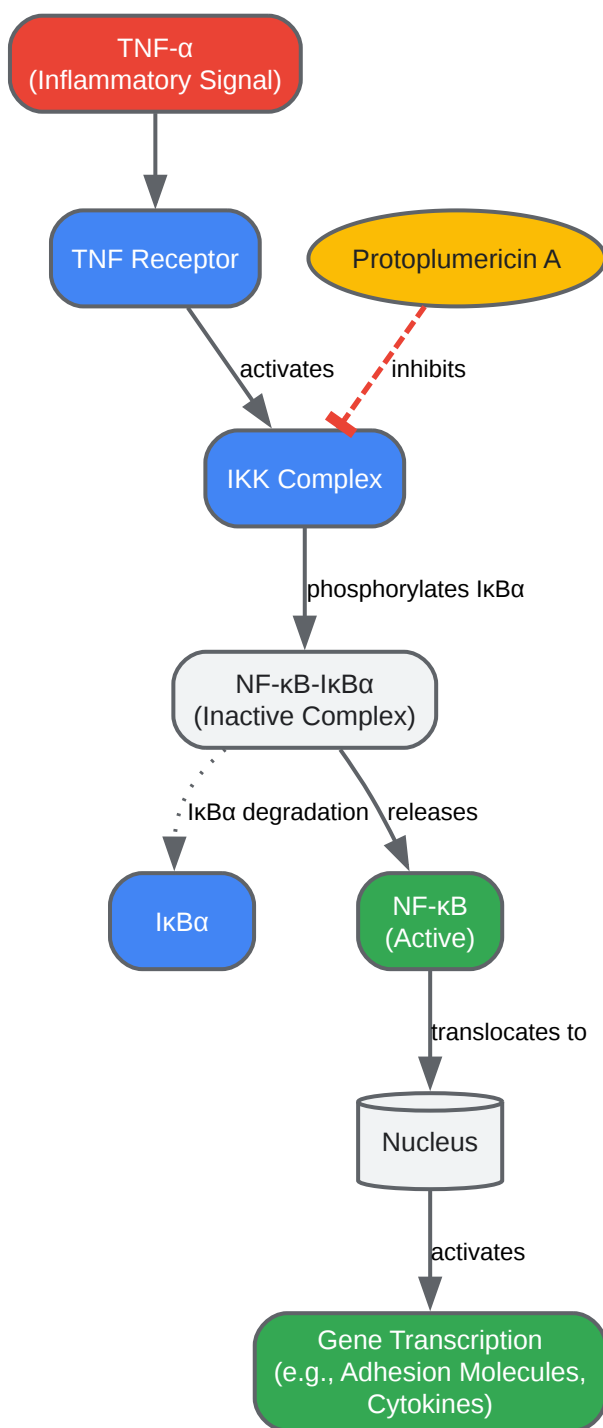 TNF-α
(Inflammatory Signal)
TNF Receptor
Protoplumericin A
activates
inhibits
IKK Complex
phosphorylates IκBα
NF-κB-IκBα
(Inactive Complex)
IκBα degradation
releases
IκBα
NF-κB
(Active)
translocates to
Nucleus
activates
Gene Transcription
(e.g., Adhesion Molecules,
Cytokines)